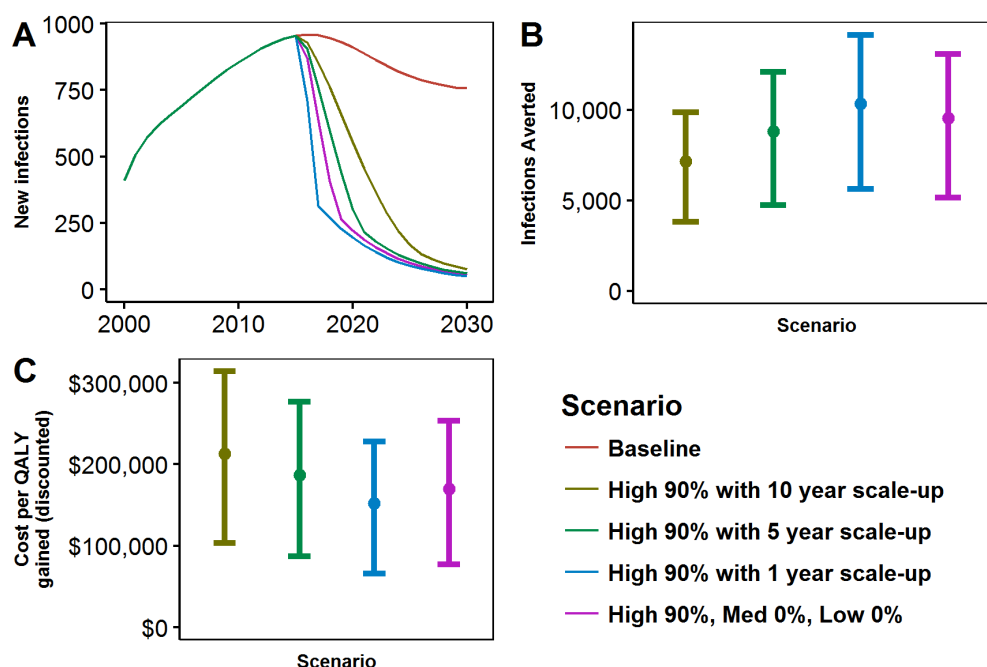 A
New infections
1000
750
500
250
0
2000
2010
2020
2030
B
Infections Averted
10,000
5,000
0
Scenario
C
Cost per QALY
gained (discounted)
$300,000
$200,000
$100,000
$0
Scenario
Scenario
Baseline
High 90% with 10 year scale-up
High 90% with 5 year scale-up
High 90% with 1 year scale-up
High 90%, Med 0%, Low 0%